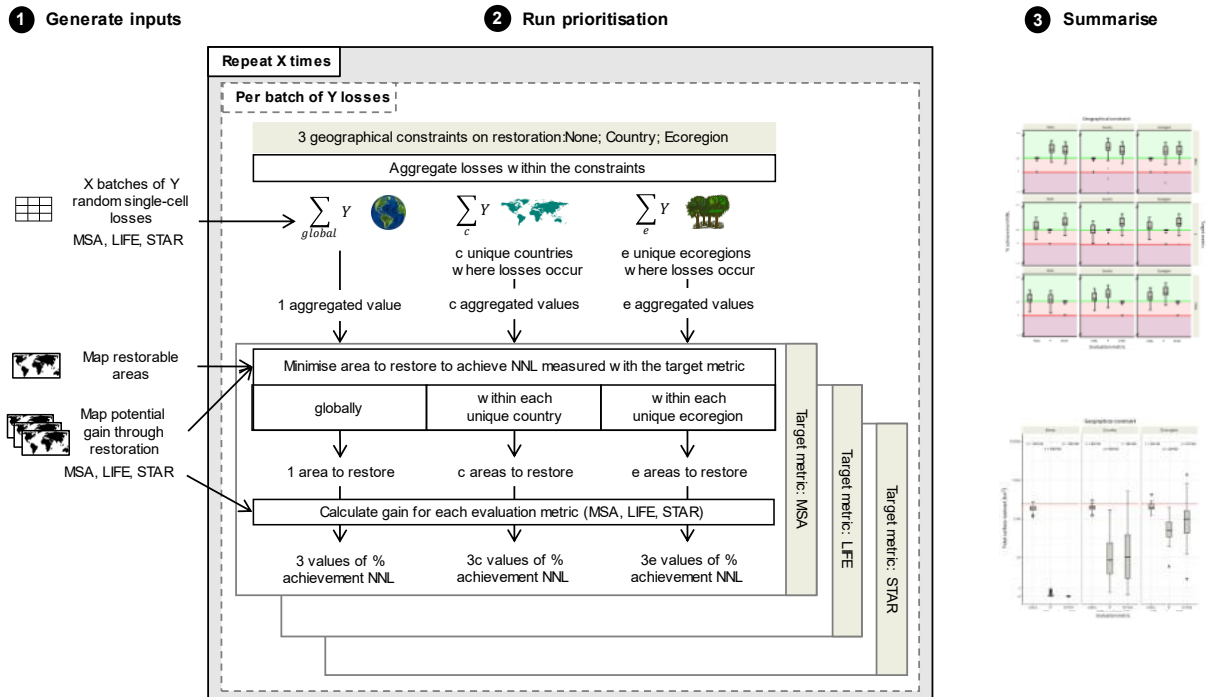 1 Generate inputs
2 Run prioritisation
3 Summarise
Repeat X times
Per batch of Y losses
3 geographical constraints on restoration:None; Country; Ecoregion
Aggregate losses within the constraints
X batches of Y
random single-cell
losses
MSA, LIFE, STAR
∑ global Y
∑ c Y
∑ e Y
c unique countries
where losses occur
e unique ecoregions
where losses occur
1 aggregated value
c aggregated values
e aggregated values
Map restorable
areas
Minimise area to restore to achieve NNL measured with the target metric
globally
within each
unique country
within each
unique ecoregion
Map potential
gain through
restoration
MSA, LIFE, STAR
1 area to restore
c areas to restore
e areas to restore
Calculate gain for each evaluation metric (MSA, LIFE, STAR)
3 values of %
achievement NNL
3c values of %
achievement NNL
3e values of %
achievement NNL
Target metric: MSA
Target metric: LIFE
Target metric: STAR
Geographical constraint
Geographical constraint